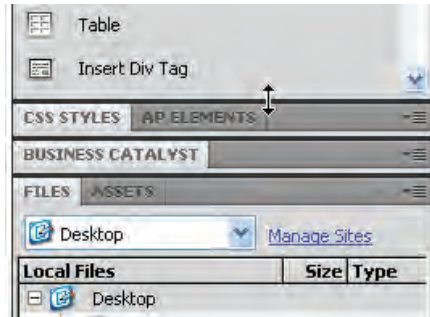 Table
Insert Div Tag
CSS STYLES AP ELEMENTS
BUSINESS CATALYST
FILES ASSETS
Desktop Manage Sites
Local Files Size Type
Desktop